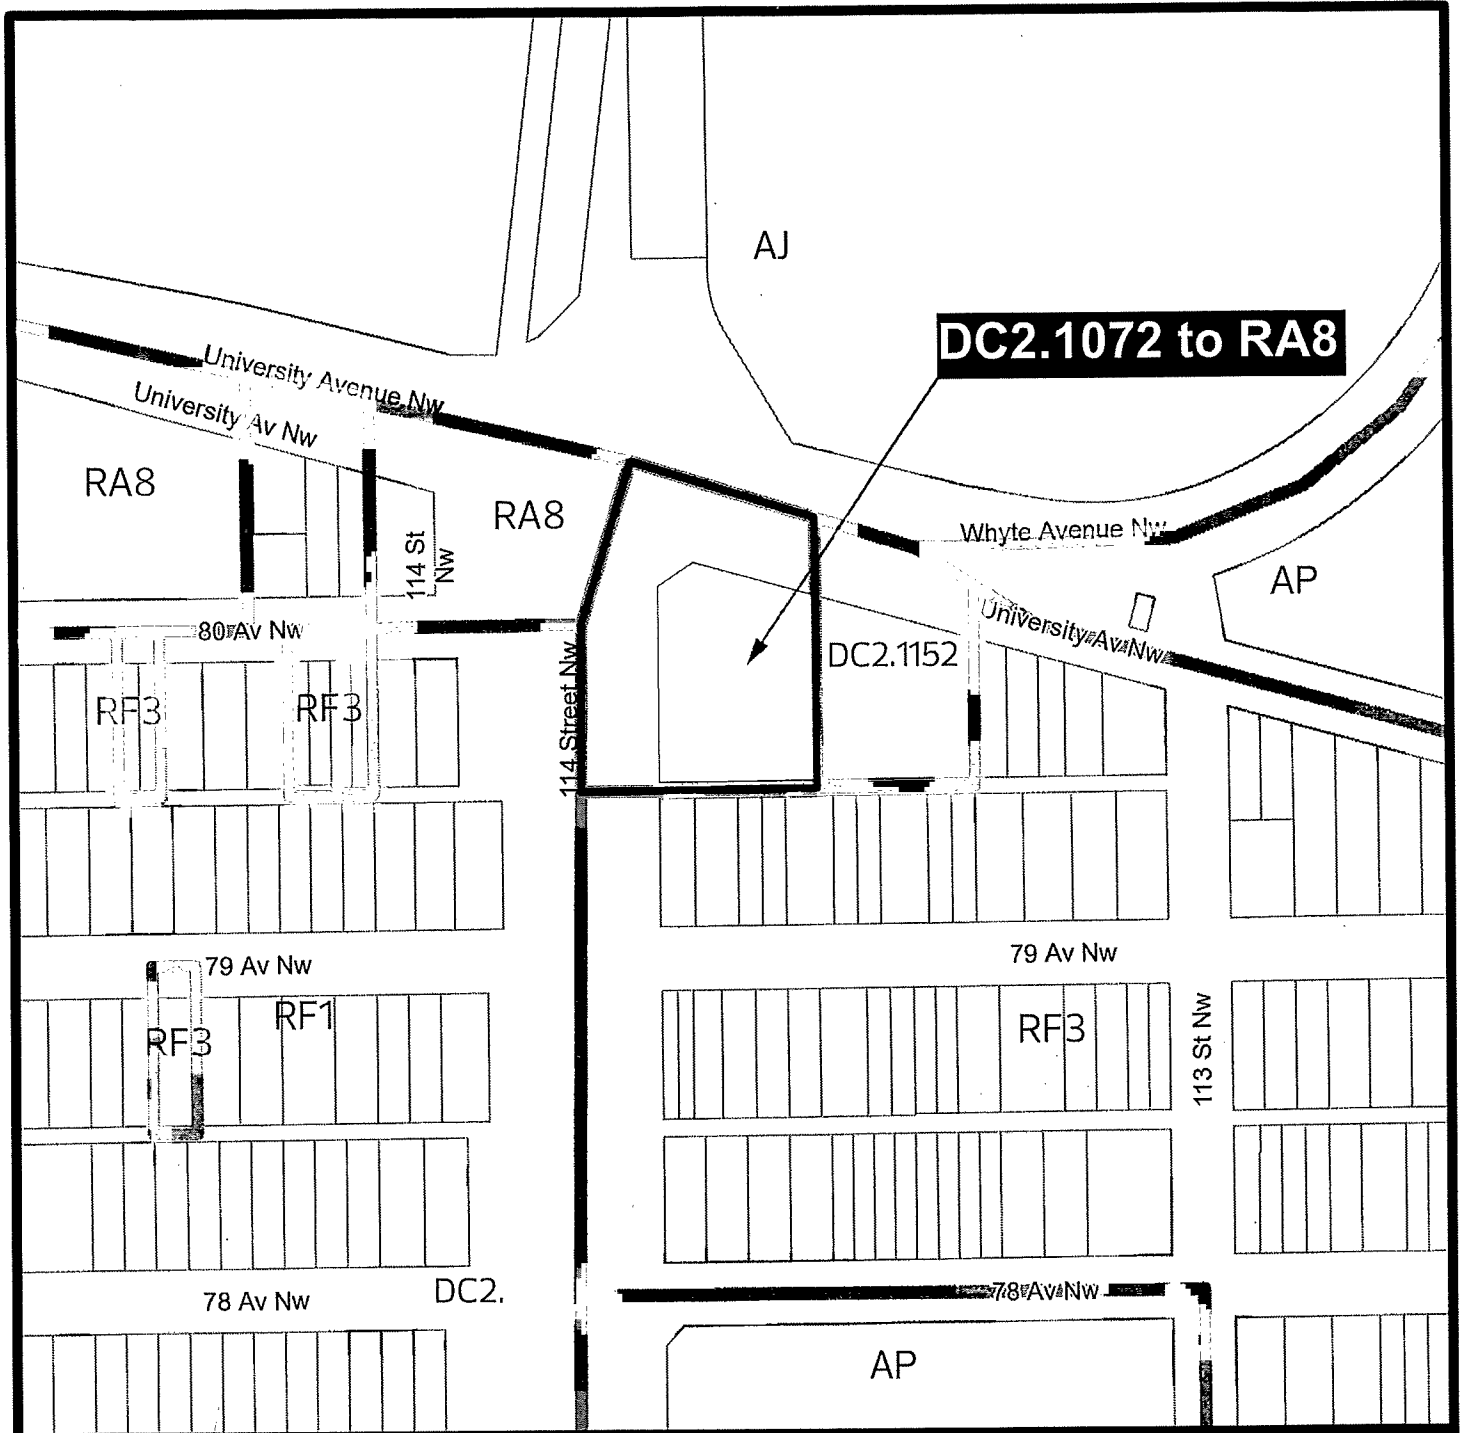 AJ
DC2.1072 to RA8
University Avenue Nw
University Av Nw
RA8
RA8
114 St
Nw
Whyte Avenue Nw
AP
80 Av Nw
University Av Nw
DC2.1152
RF3
RF3
114 Street Nw
79 Av Nw
79 Av Nw
RF1
RF3
RF3
113 St Nw
DC2.
78 Av Nw
78 Av Nw
AP